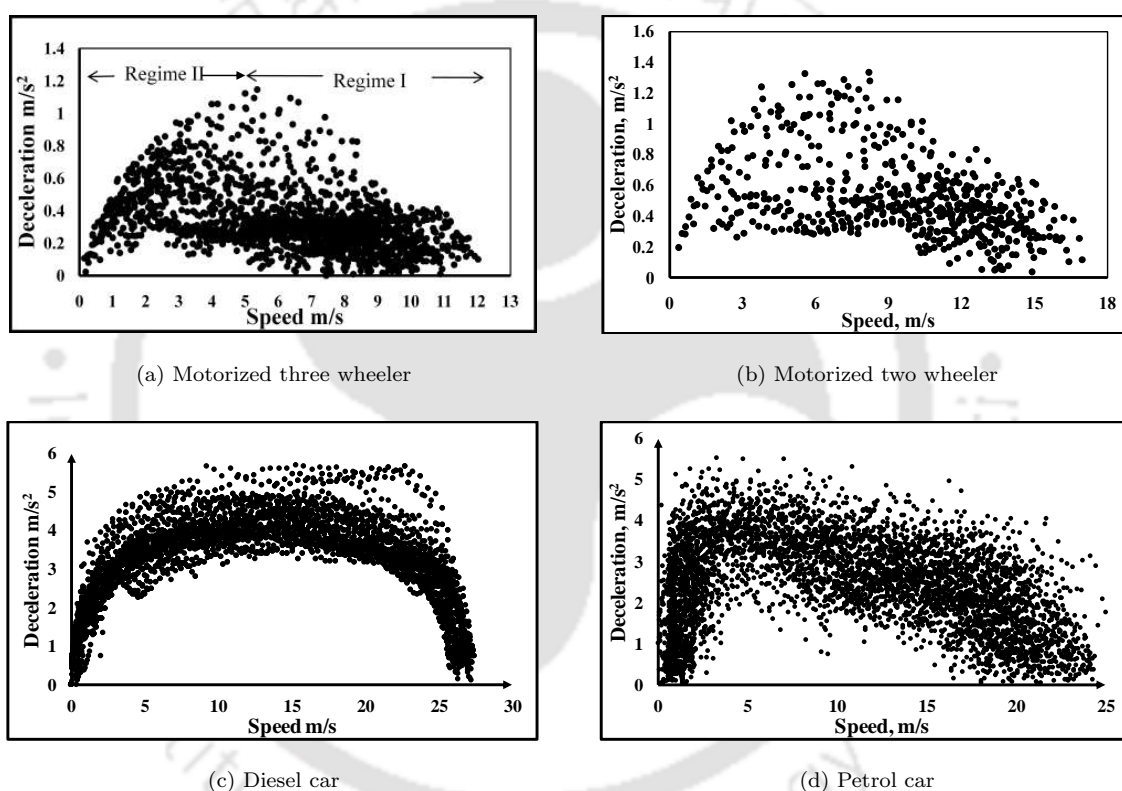 1.4
1.2
1
0.8
0.6
0.4
0.2
0
Deceleration m/s²
Regime II
Regime I
0 1 2 3 4 5 6 7 8 9 10 11 12 13
Speed m/s
(a) Motorized three wheeler
1.6
1.4
1.2
1
0.8
0.6
0.4
0.2
0
Deceleration, m/s²
0 3 6 9 12 15 18
Speed, m/s
(b) Motorized two wheeler
6
5
4
3
2
1
0
Deceleration m/s²
0 5 10 15 20 25 30
Speed m/s
(c) Diesel car
6
5
4
3
2
1
0
Deceleration, m/s²
0 5 10 15 20 25
Speed, m/s
(d) Petrol car